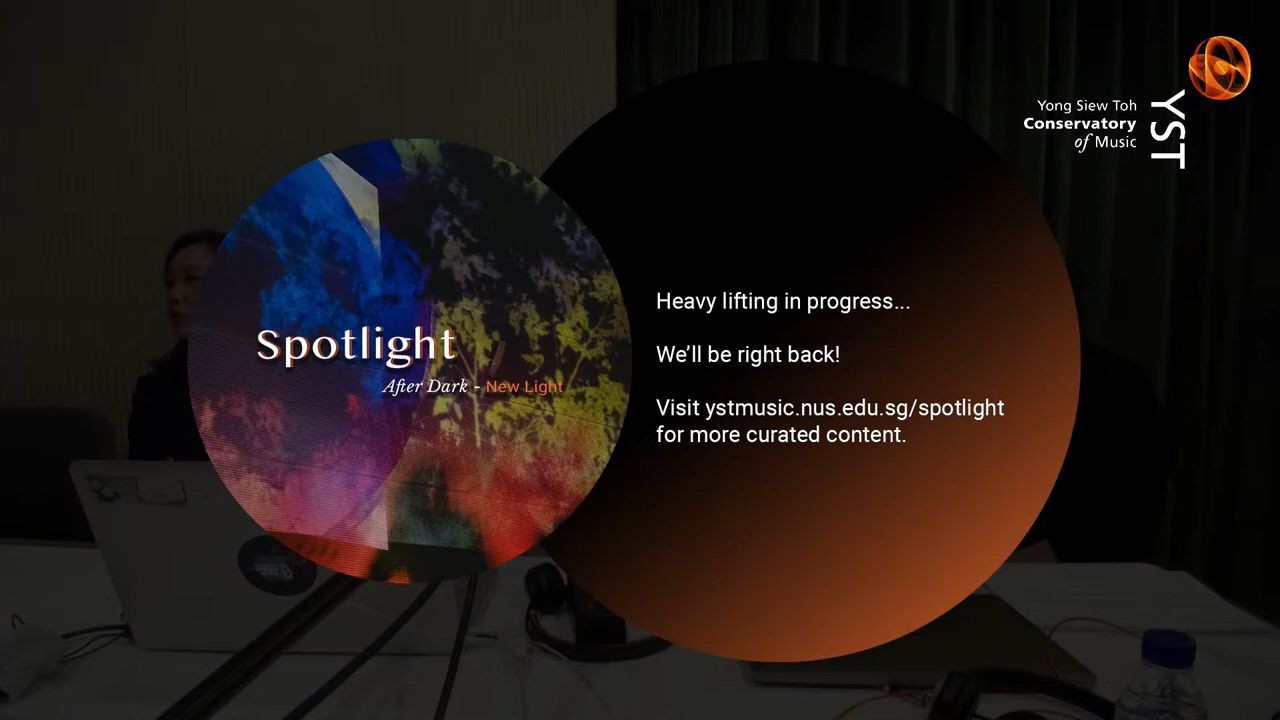 Yong Siew Toh
Conservatory
of Music
YST
Spotlight
After Dark - New Light
Heavy lifting in progress...
We’ll be right back!
Visit ystmusic.nus.edu.sg/spotlight
for more curated content.